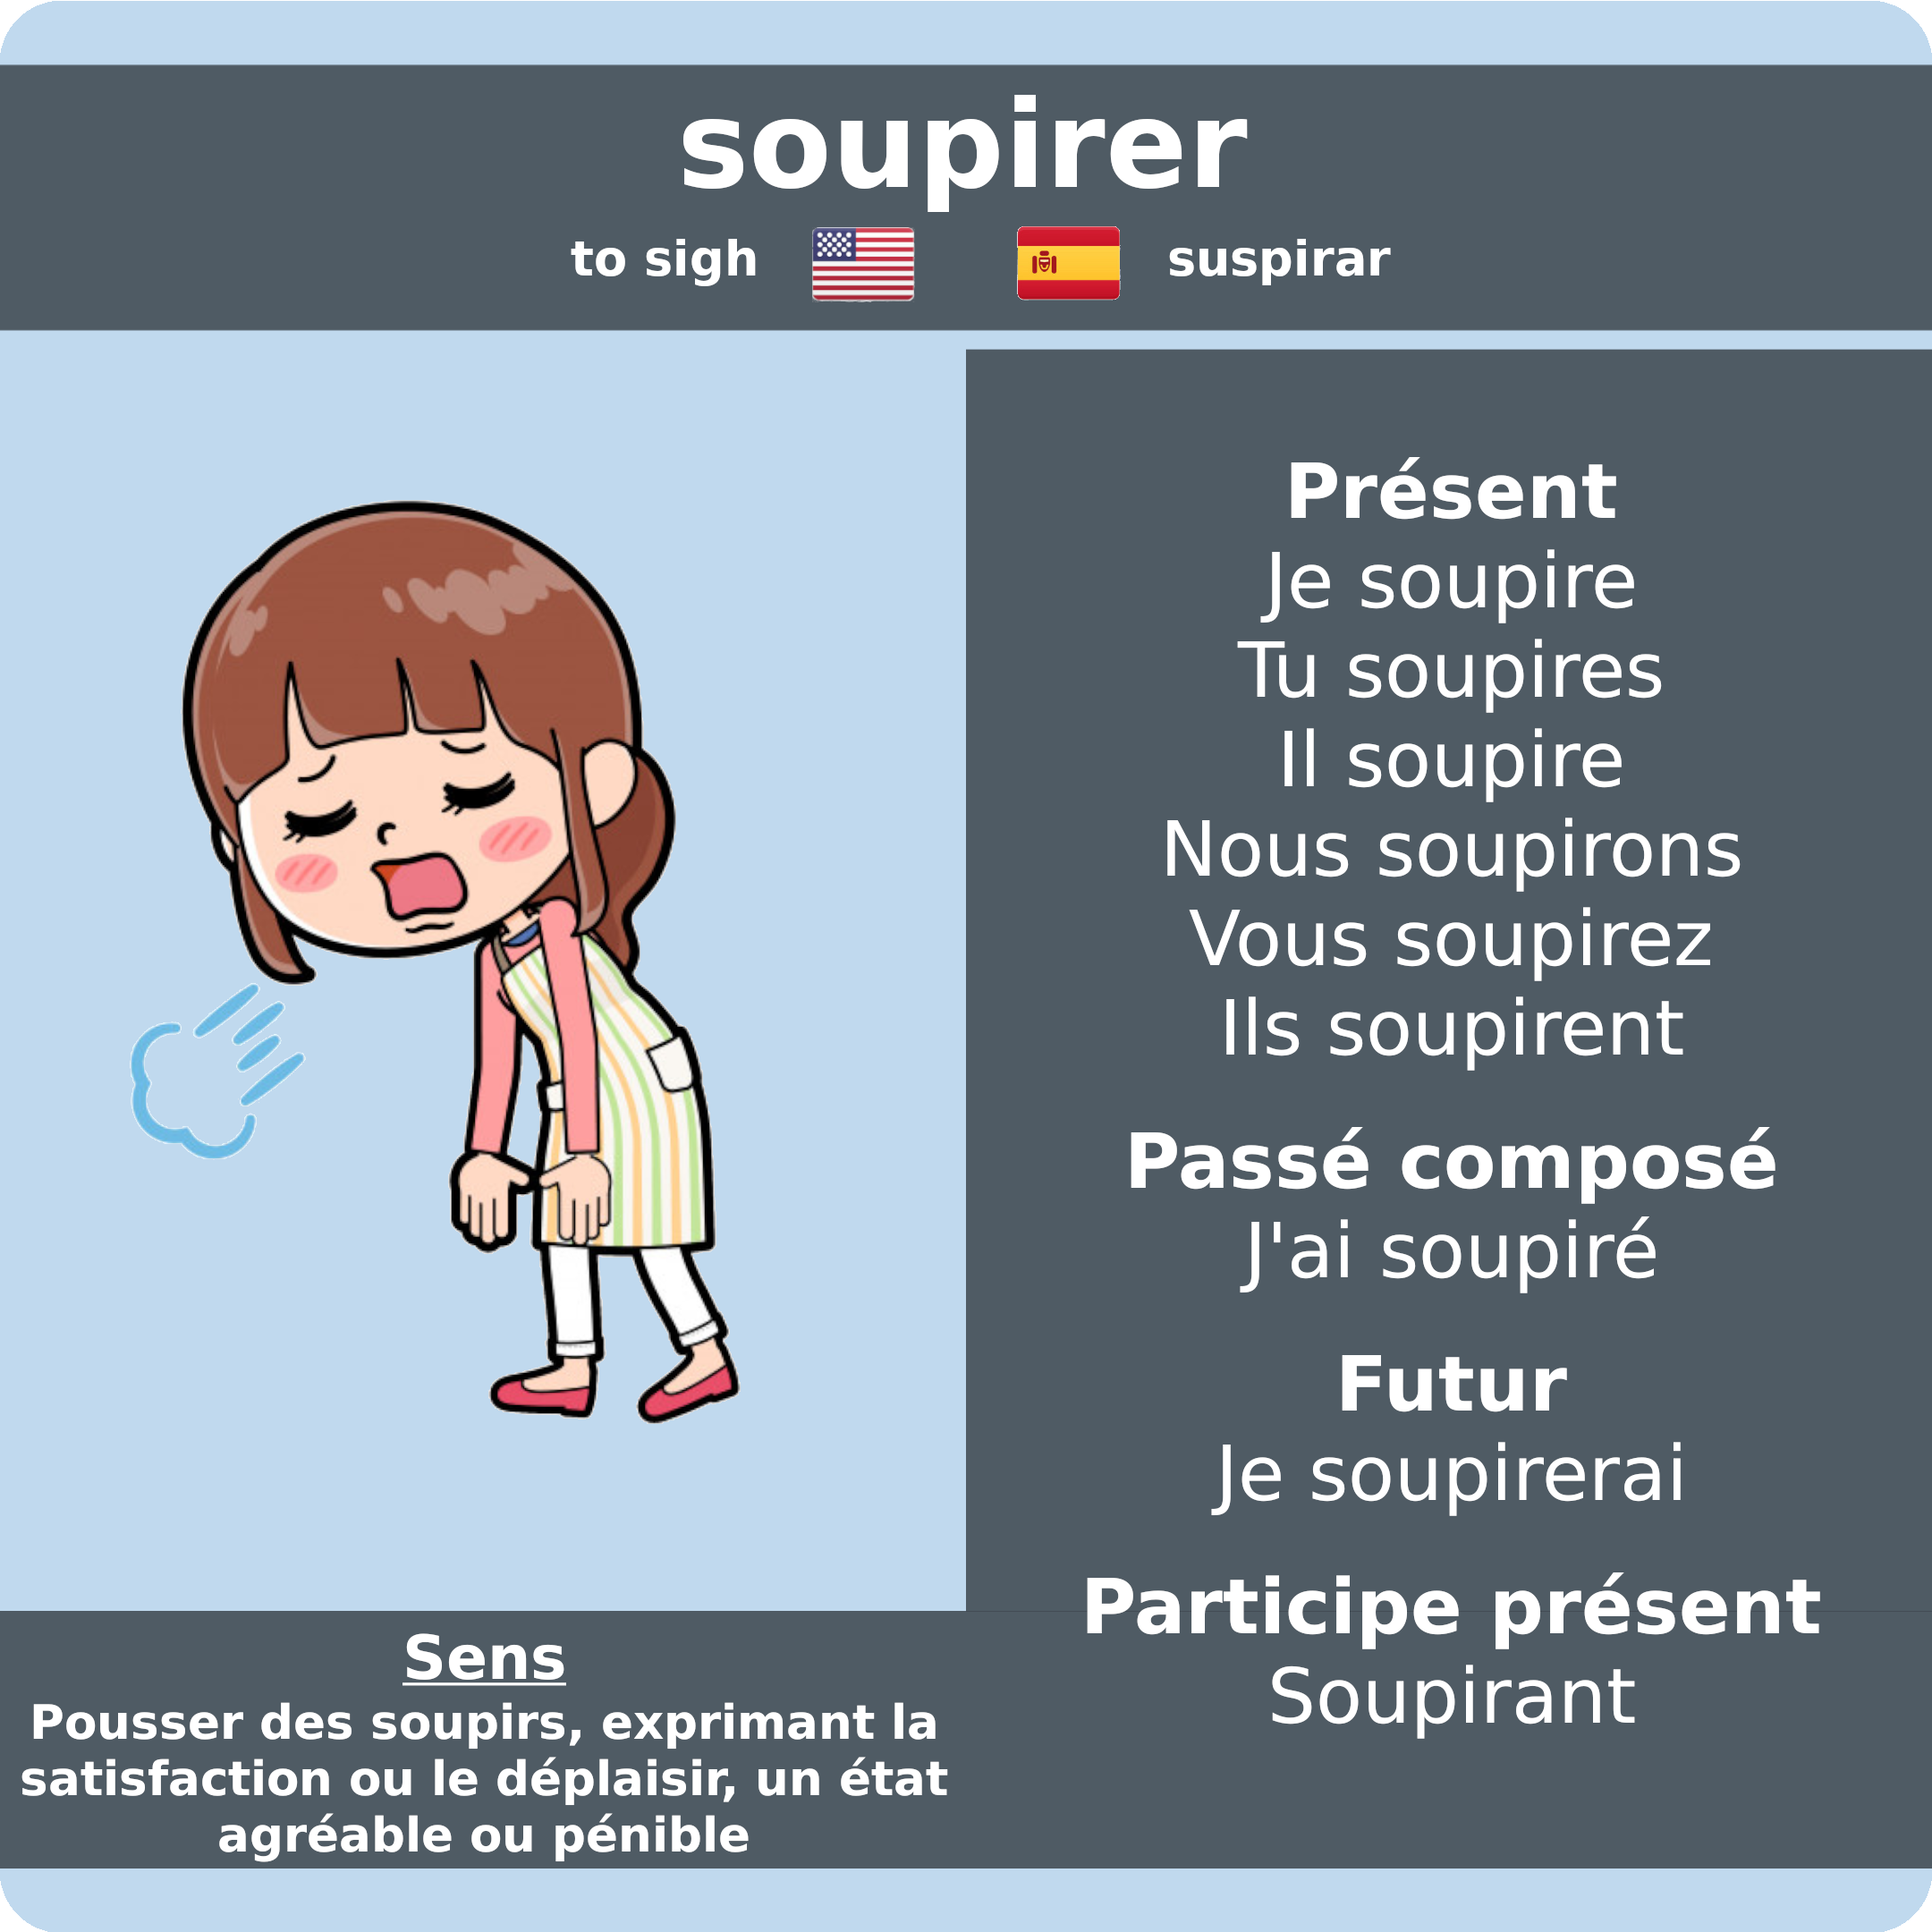 soupirer
to sigh suspirar
Présent
Je soupire
Tu soupires
Il soupire
Nous soupirons
Vous soupirez
Ils soupirent
Passé composé
J'ai soupiré
Futur
Je soupirerai
Participe présent
Soupirant
Sens
Pousser des soupirs, exprimant la
satisfaction ou le déplaisir, un état
agréable ou pénible